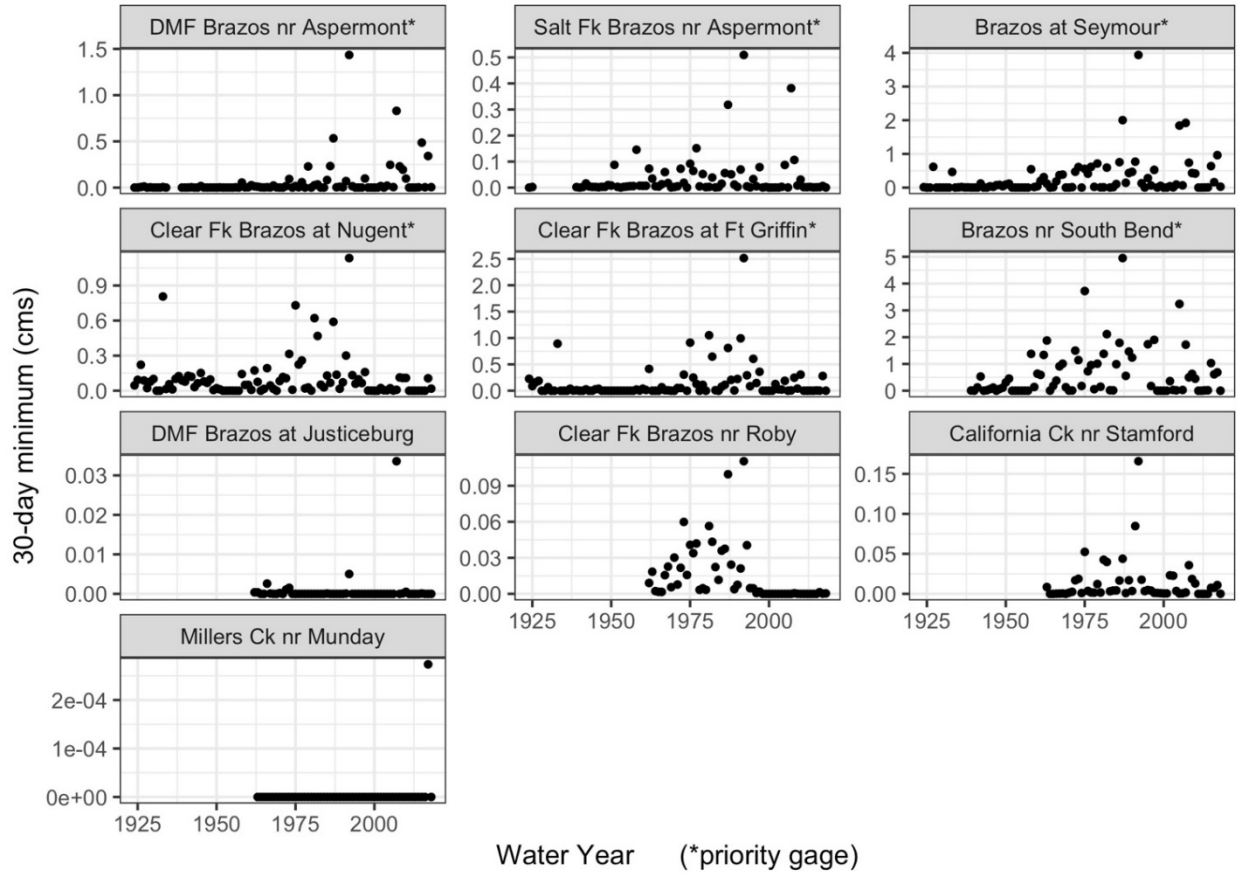 DMF Brazos nr Aspermont*
Salt Fk Brazos nr Aspermont*
Brazos at Seymour*
1.5
1.0
0.5
0.0
0.5
0.4
0.3
0.2
0.1
0.0
4
3
2
1
0
Clear Fk Brazos at Nugent*
Clear Fk Brazos at Ft Griffin*
Brazos nr South Bend*
0.9
0.6
0.3
0.0
2.5
2.0
1.5
1.0
0.5
0.0
5
4
3
2
1
0
DMF Brazos at Justiceburg
Clear Fk Brazos nr Roby
California Ck nr Stamford
0.03
0.02
0.01
0.00
0.09
0.06
0.03
0.00
0.15
0.10
0.05
0.00
1925 1950 1975 2000
1925 1950 1975 2000
Millers Ck nr Munday
2e-04
1e-04
0e+00
1925 1950 1975 2000
30-day minimum (cms)
Water Year (*priority gage)